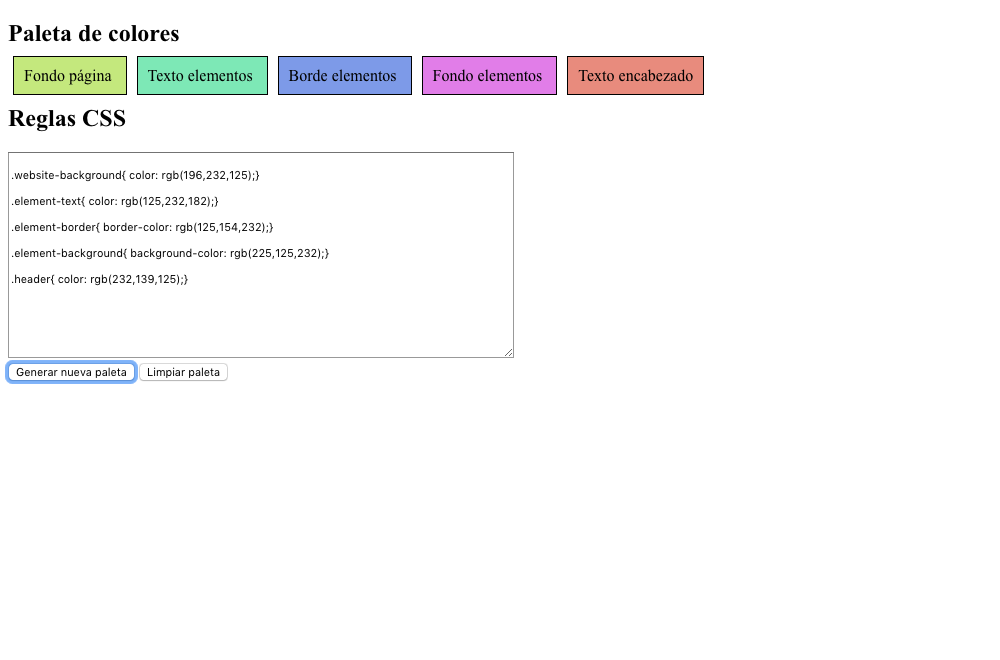 Paleta de colores
Fondo página Texto elementos Borde elementos Fondo elementos Texto encabezado
Reglas CSS
.website-background{ color: rgb(196,232,125);}
.element-text{ color: rgb(125,232,182);}
.element-border{ border-color: rgb(125,154,232);}
.element-background{ background-color: rgb(225,125,232);}
.header{ color: rgb(232,139,125);}
Generar nueva paleta Limpiar paleta